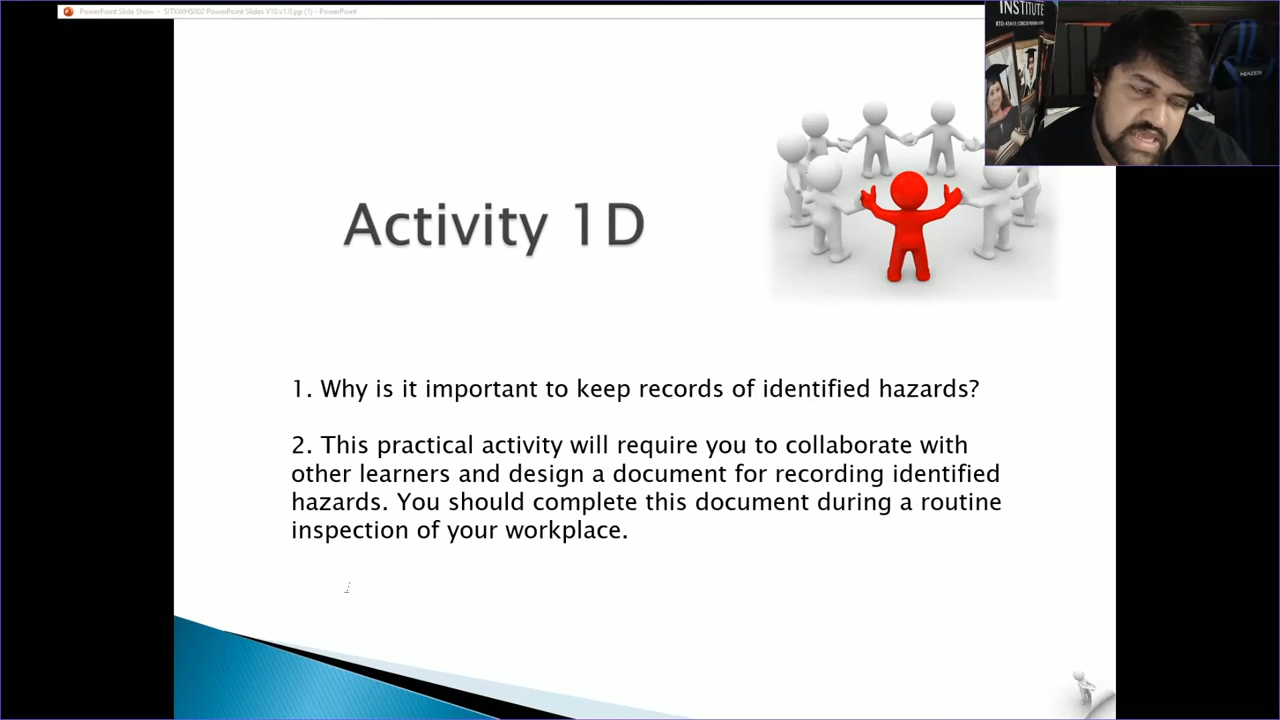 PowerPoint Slide Show - SITXWHS002 PowerPoint Slides V10.v1.0.pp (1) - PowerPoint
INSTITUTE
Activity 1D
1. Why is it important to keep records of identified hazards?
2. This practical activity will require you to collaborate with
other learners and design a document for recording identified
hazards. You should complete this document during a routine
inspection of your workplace.